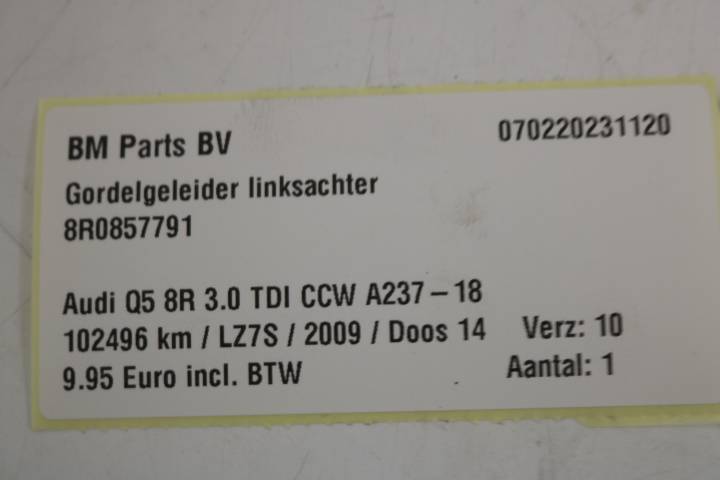 BM Parts BV 070220231120
Gordelgeleider linksachter
8R0857791
Audi Q5 8R 3.0 TDI CCW A237 – 18
102496 km / LZ7S / 2009 / Doos 14 Verz: 10
9.95 Euro incl. BTW Aantal: 1